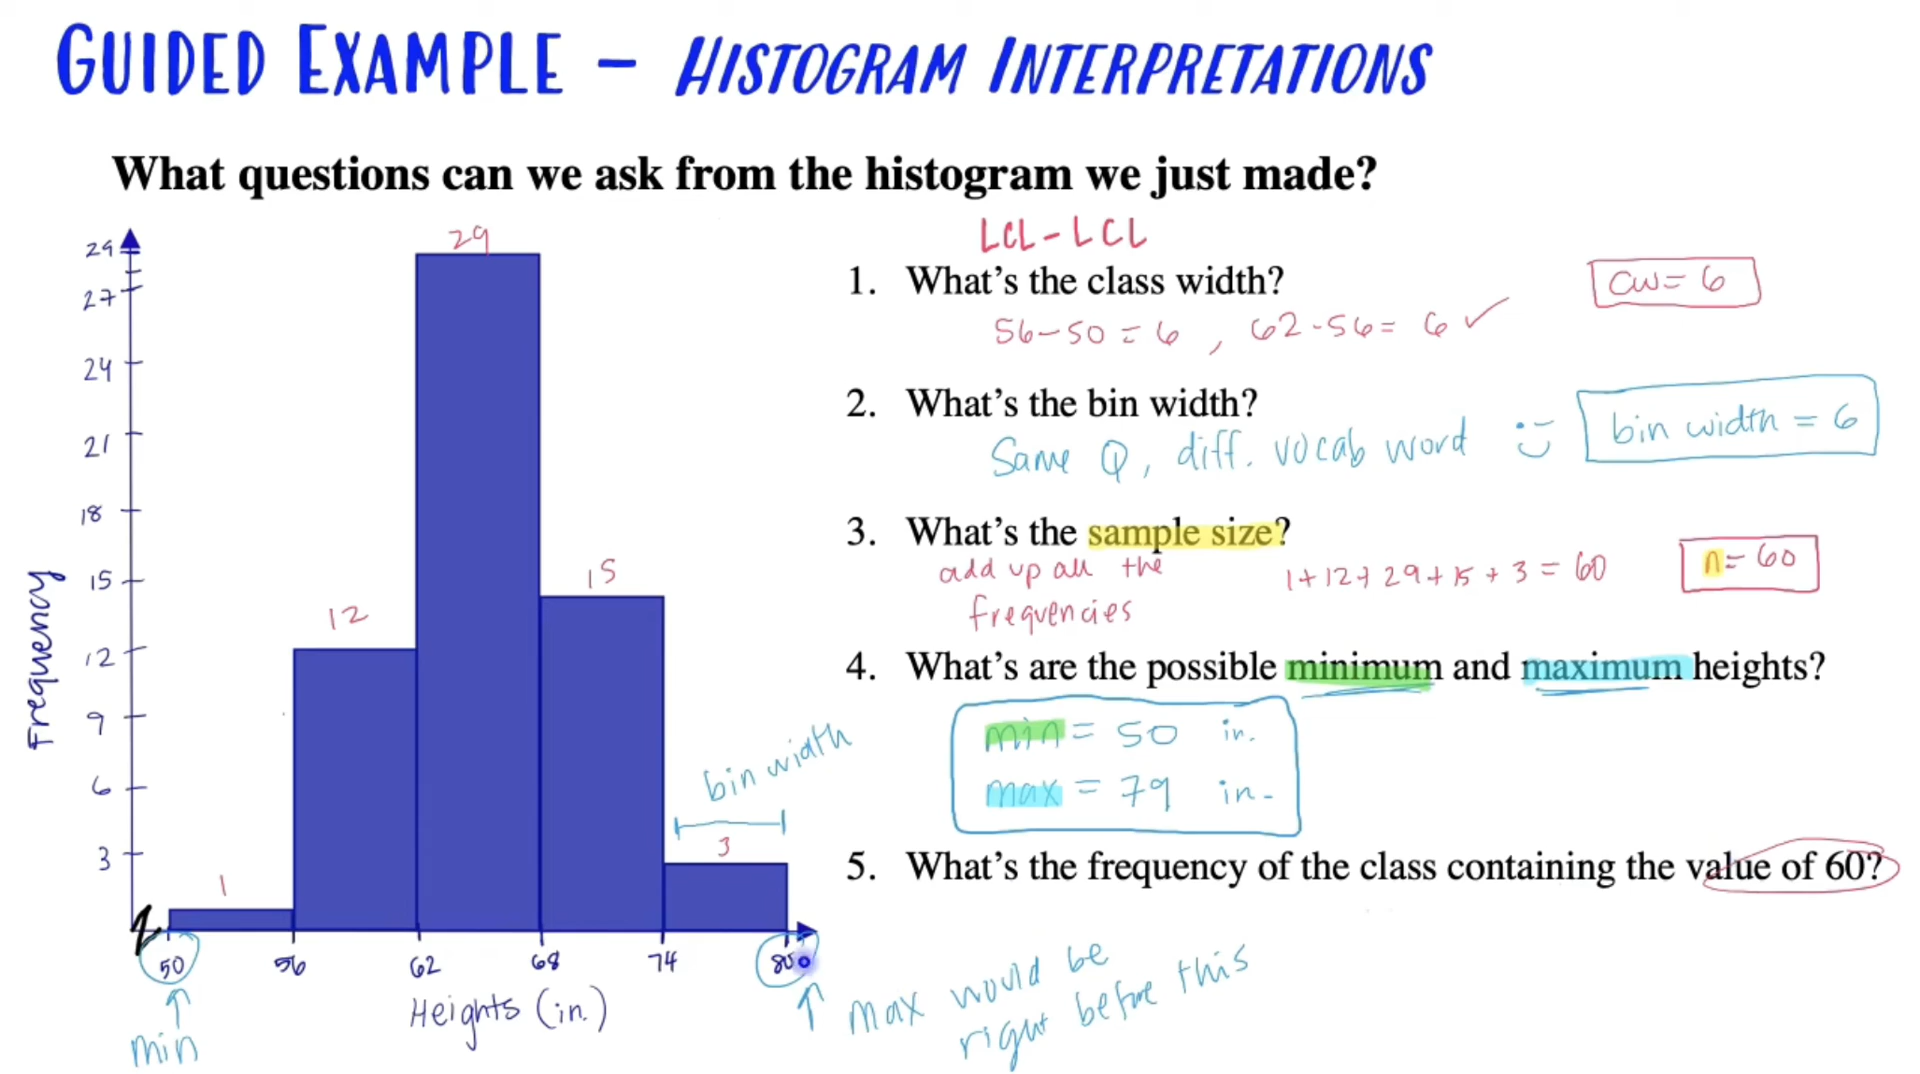 GUIDED EXAMPLE – HISTOGRAM INTERPRETATIONS
What questions can we ask from the histogram we just made?
29
27
24
21
18
15
12
9
6
3
Frequency
1
12
29
15
3
bin width
50
56
62
68
74
80
Heights (in.)
min
max would be
right before this
LCL - LCL
1. What's the class width?
cw = 6
56-50 = 6 , 62-56 = 6 ✓
2. What's the bin width?
Same Q, diff. vocab word
bin width = 6
3. What's the sample size?
add up all the
frequencies
1+12+29+15+3 = 60
n = 60
4. What's are the possible minimum and maximum heights?
min = 50 in.
max = 79 in.
5. What's the frequency of the class containing the value of 60?